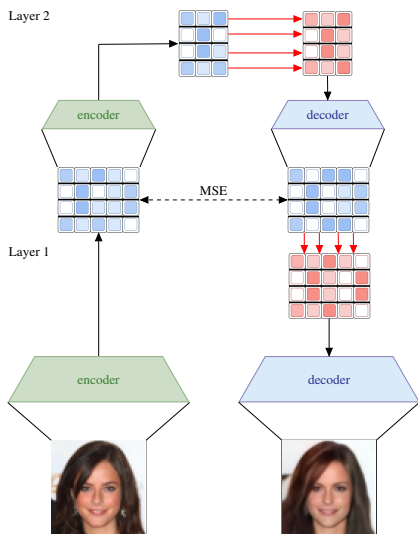 Layer 2
encoder
decoder
MSE
Layer 1
encoder
decoder